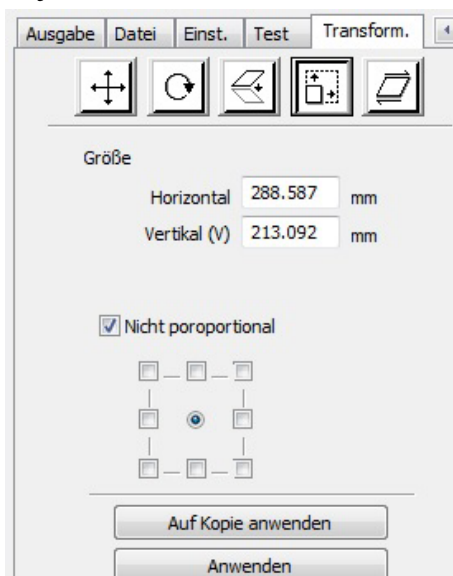 Ausgabe Datei Einst. Test Transform.
Größe
Horizontal 288.587 mm
Vertikal (V) 213.092 mm
Nicht poroportional
Auf Kopie anwenden
Anwenden